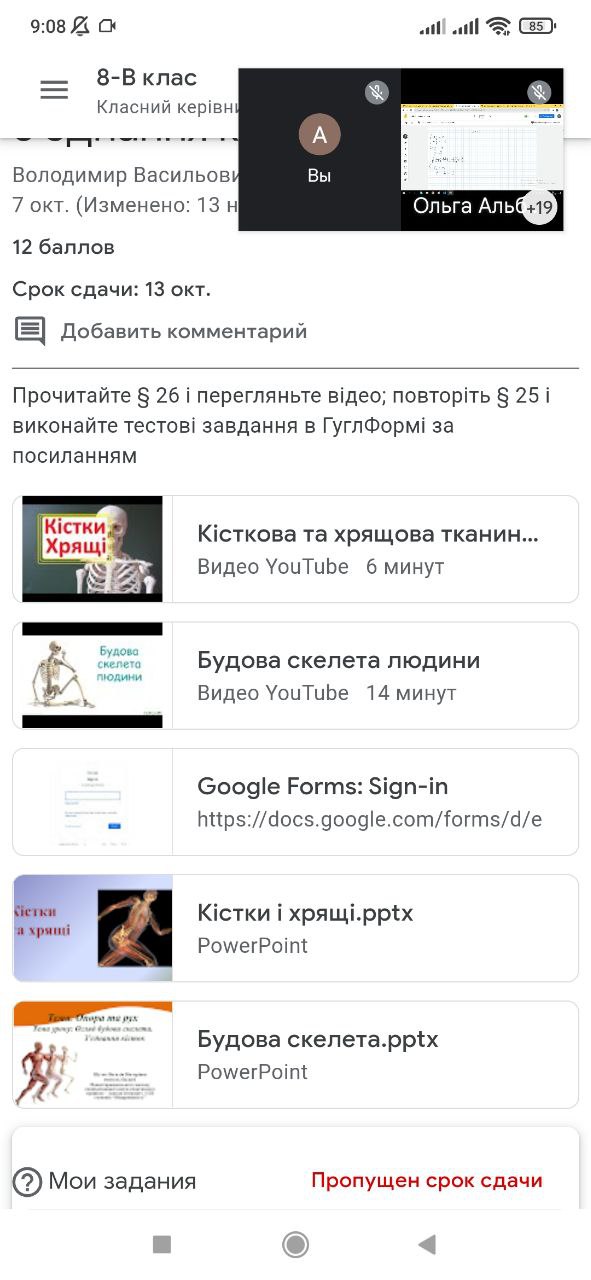 9:08
85
8-В клас
Класний керівни
А
Вы
Ольга Альб
+19
Володимир Васильови
7 окт. (Изменено: 13 н
12 баллов
Срок сдачи: 13 окт.
Добавить комментарий
Прочитайте § 26 і перегляньте відео; повторіть § 25 і
виконайте тестові завдання в ГуглФормі за
посиланням
Кістки
Хрящі
Кісткова та хрящова тканин...
Видео YouTube 6 минут
Будова
скелета
людини
Будова скелета людини
Видео YouTube 14 минут
Google Forms: Sign-in
https://docs.google.com/forms/d/e
Кістки
та хрящі
Кістки і хрящі.pptx
PowerPoint
Тема. Опора та рух
Тема уроку: Огляд будови скелета.
З'єднання кісток
Будова скелета.pptx
PowerPoint
Мои задания
Пропущен срок сдачи